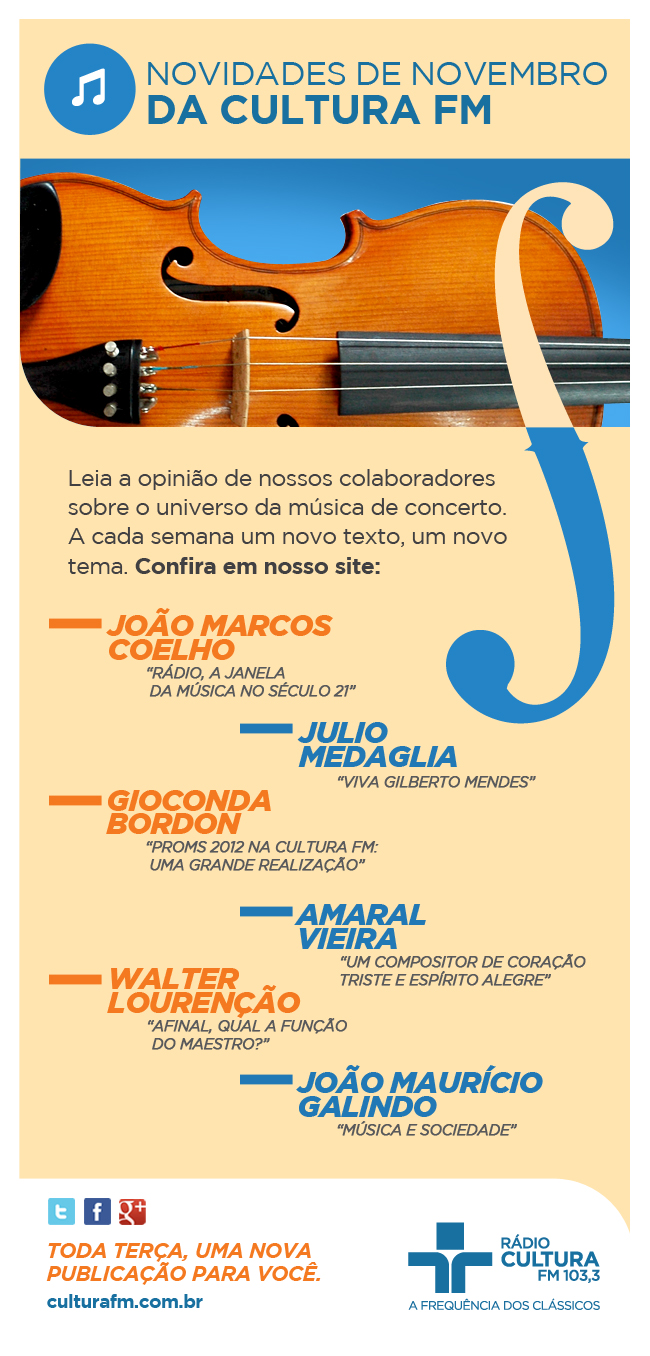 NOVIDADES DE NOVEMBRO
DA CULTURA FM
Leia a opinião de nossos colaboradores
sobre o universo da música de concerto.
A cada semana um novo texto, um novo
tema. Confira em nosso site:
JOÃO MARCOS
COELHO
“RÁDIO, A JANELA
DA MÚSICA NO SÉCULO 21”
JULIO
MEDAGLIA
“VIVA GILBERTO MENDES”
GIOCONDA
BORDON
“PROMS 2012 NA CULTURA FM:
UMA GRANDE REALIZAÇÃO”
AMARAL
VIEIRA
“UM COMPOSITOR DE CORAÇÃO
TRISTE E ESPÍRITO ALEGRE”
WALTER
LOURENÇÃO
“AFINAL, QUAL A FUNÇÃO
DO MAESTRO?”
JOÃO MAURÍCIO
GALINDO
“MÚSICA E SOCIEDADE”
TODA TERÇA, UMA NOVA
PUBLICAÇÃO PARA VOCÊ.
culturafm.com.br
RÁDIO
CULTURA
FM 103,3
A FREQUÊNCIA DOS CLÁSSICOS